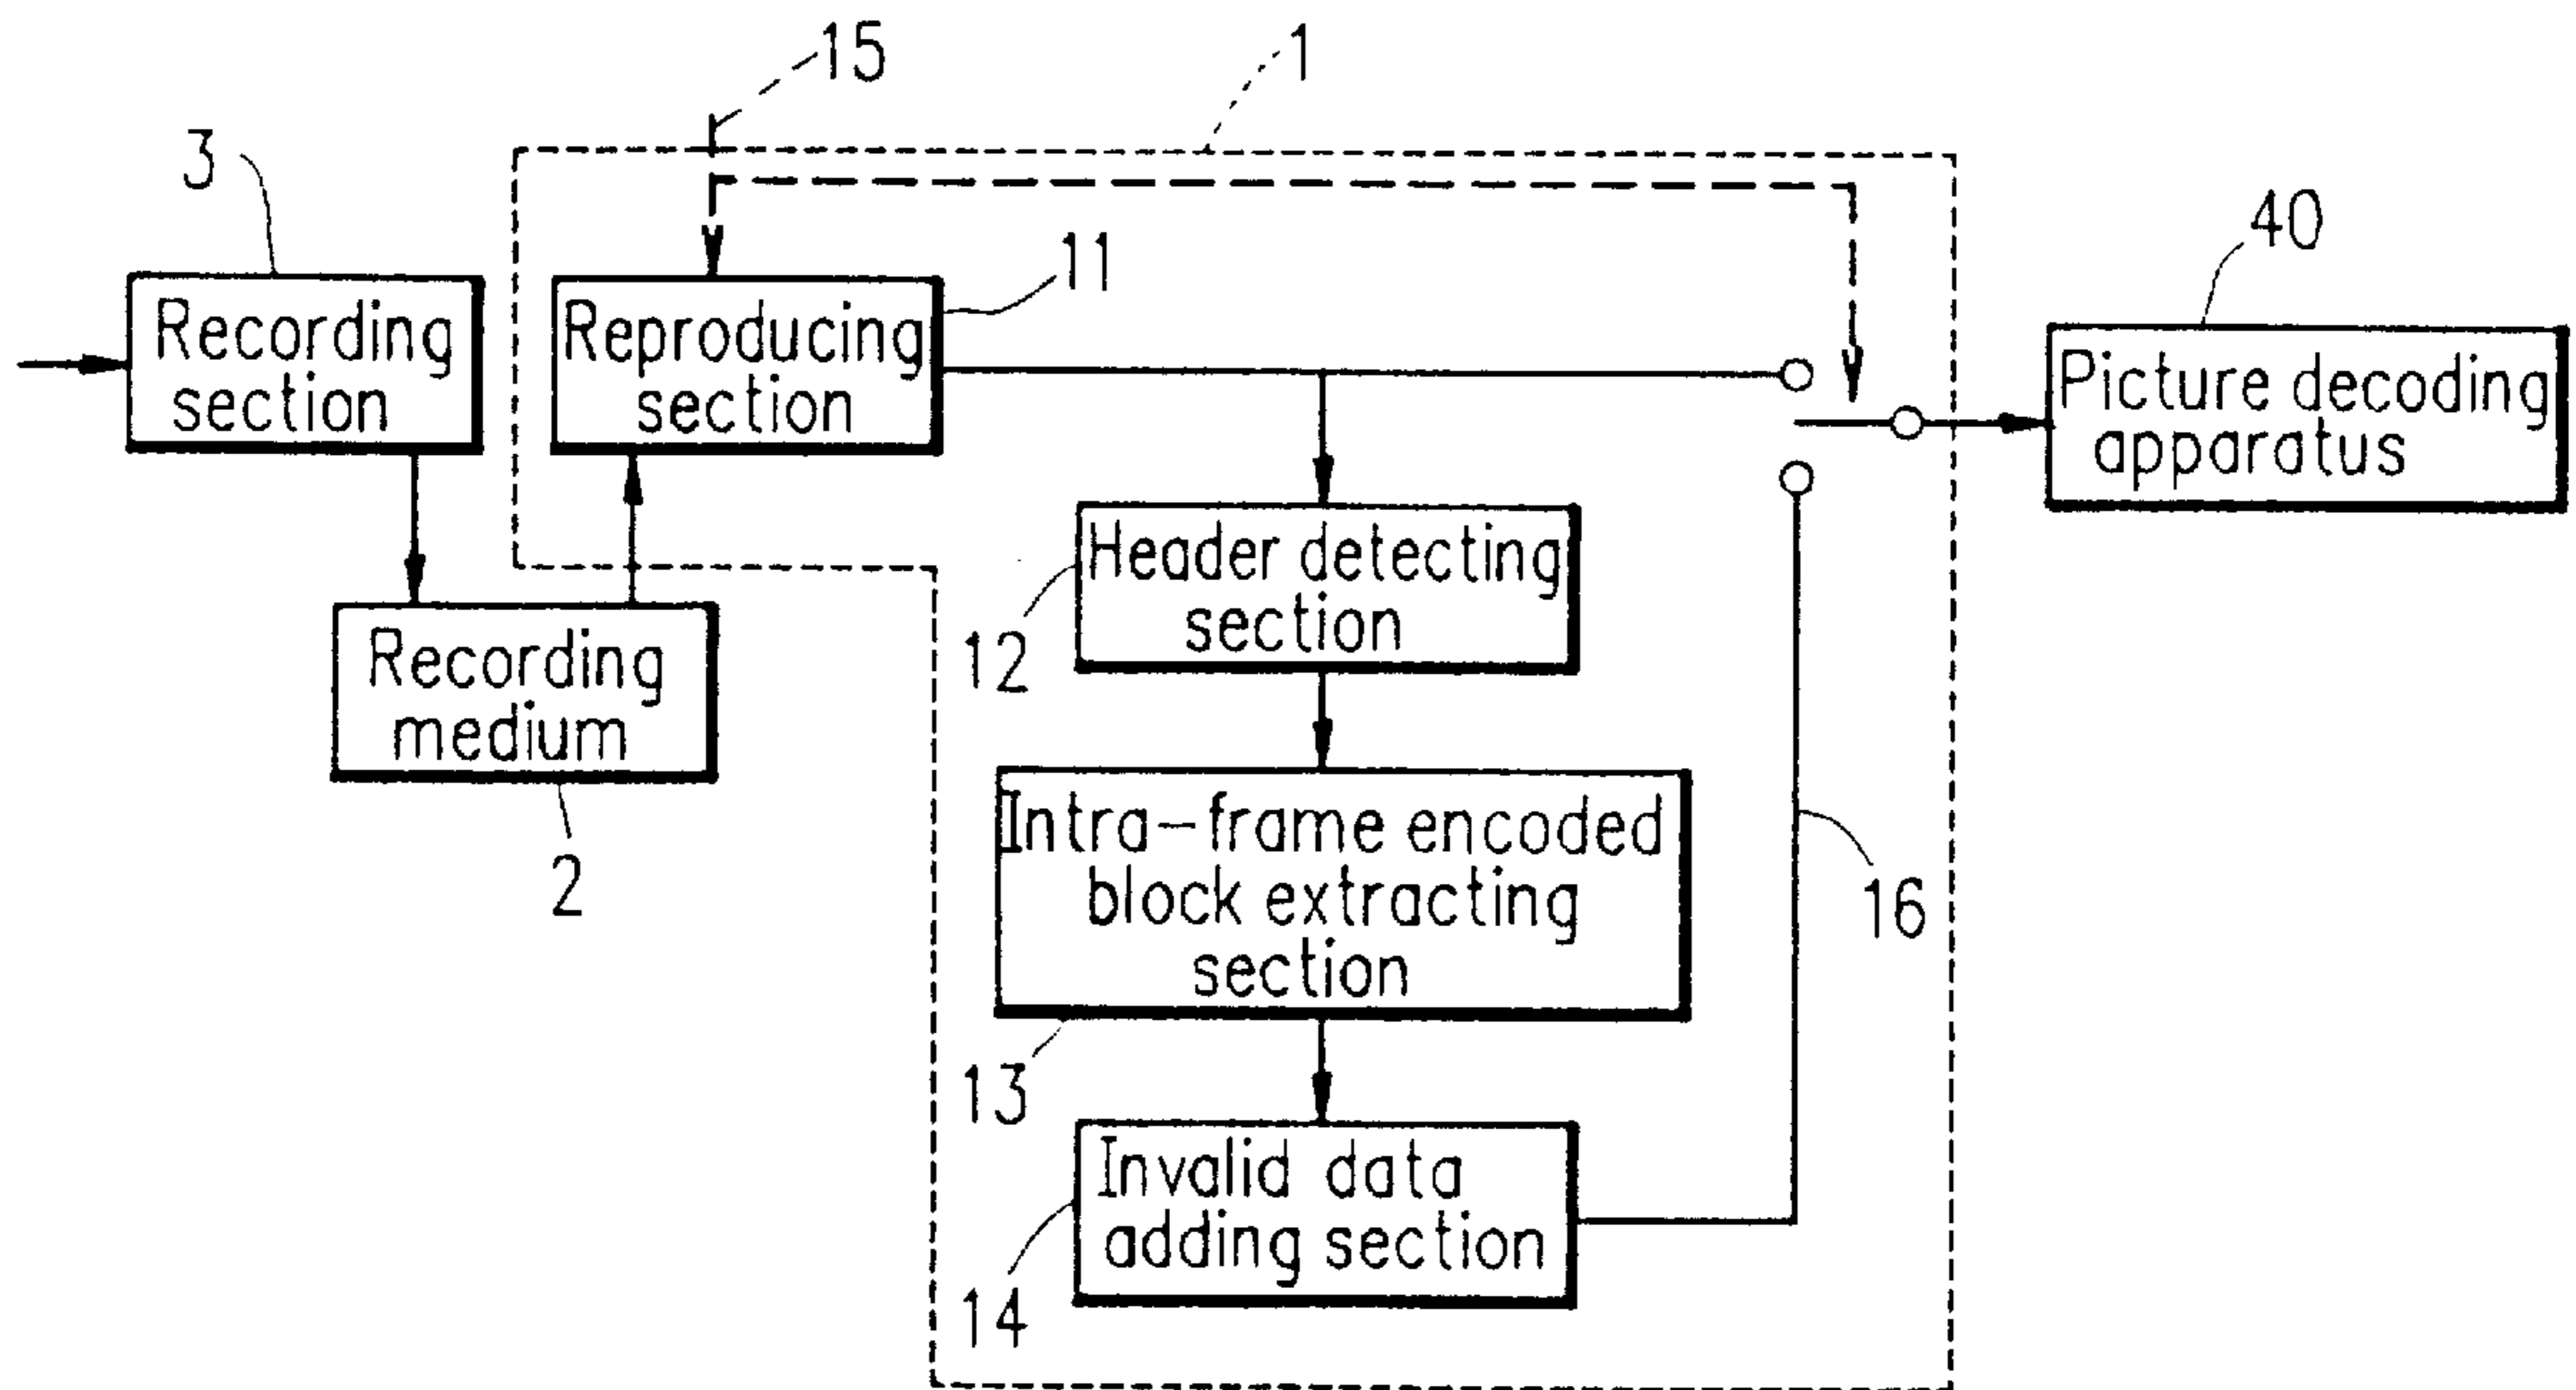 15
1
3
40
11
Recording
section
Reproducing
section
Picture decoding
apparatus
Header detecting
section
12
Recording
medium
2
Intra-frame encoded
block extracting
section
16
13
Invalid data
adding section
14